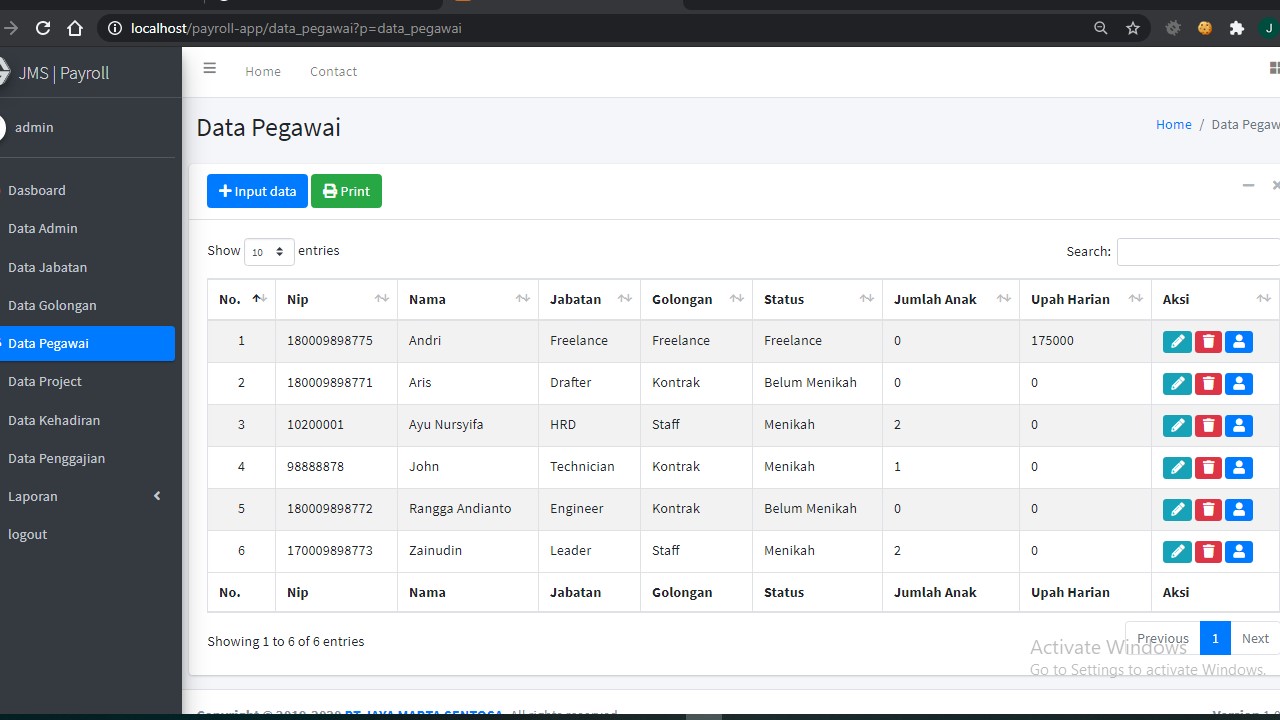 localhost/payroll-app/data_pegawai?p=data_pegawai
J
JMS | Payroll
Home Contact
admin
Data Pegawai
Home / Data Pegaw
Dasboard
Data Admin
Data Jabatan
Data Golongan
Data Pegawai
Data Project
Data Kehadiran
Data Penggajian
Laporan
logout
Input data Print
Show 10 entries
Search:
No. Nip Nama Jabatan Golongan Status Jumlah Anak Upah Harian Aksi
1 180009898775 Andri Freelance Freelance Freelance 0 175000
2 180009898771 Aris Drafter Kontrak Belum Menikah 0 0
3 10200001 Ayu Nursyifa HRD Staff Menikah 2 0
4 98888878 John Technician Kontrak Menikah 1 0
5 180009898772 Rangga Andianto Engineer Kontrak Belum Menikah 0 0
6 170009898773 Zainudin Leader Staff Menikah 2 0
No. Nip Nama Jabatan Golongan Status Jumlah Anak Upah Harian Aksi
Showing 1 to 6 of 6 entries
Previous 1 Next
Activate Windows
Go to Settings to activate Windows.
Copyright © 2019-2020 PT JAYA MARTA SENTOSA. All rights reserved.
Version 1.0